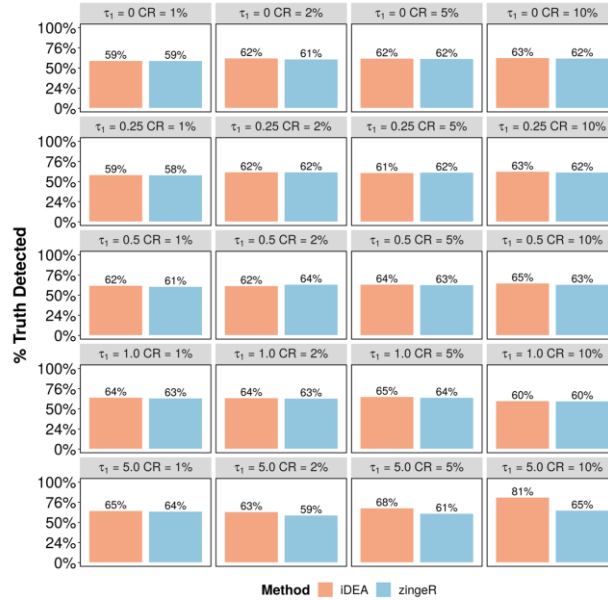 τ₁ = 0 CR = 1% τ₁ = 0 CR = 2% τ₁ = 0 CR = 5% τ₁ = 0 CR = 10%
100%
76%
50%
24%
0%
59% 59% 62% 61% 62% 62% 63% 62%
τ₁ = 0.25 CR = 1% τ₁ = 0.25 CR = 2% τ₁ = 0.25 CR = 5% τ₁ = 0.25 CR = 10%
100%
76%
50%
24%
0%
59% 58% 62% 62% 61% 62% 63% 62%
τ₁ = 0.5 CR = 1% τ₁ = 0.5 CR = 2% τ₁ = 0.5 CR = 5% τ₁ = 0.5 CR = 10%
100%
76%
50%
24%
0%
62% 61% 62% 64% 64% 63% 65% 63%
τ₁ = 1.0 CR = 1% τ₁ = 1.0 CR = 2% τ₁ = 1.0 CR = 5% τ₁ = 1.0 CR = 10%
100%
76%
50%
24%
0%
64% 63% 64% 63% 65% 64% 60% 60%
τ₁ = 5.0 CR = 1% τ₁ = 5.0 CR = 2% τ₁ = 5.0 CR = 5% τ₁ = 5.0 CR = 10%
100%
76%
50%
24%
0%
65% 64% 63% 59% 68% 61% 81% 65%
% Truth Detected
Method iDEA zingeR